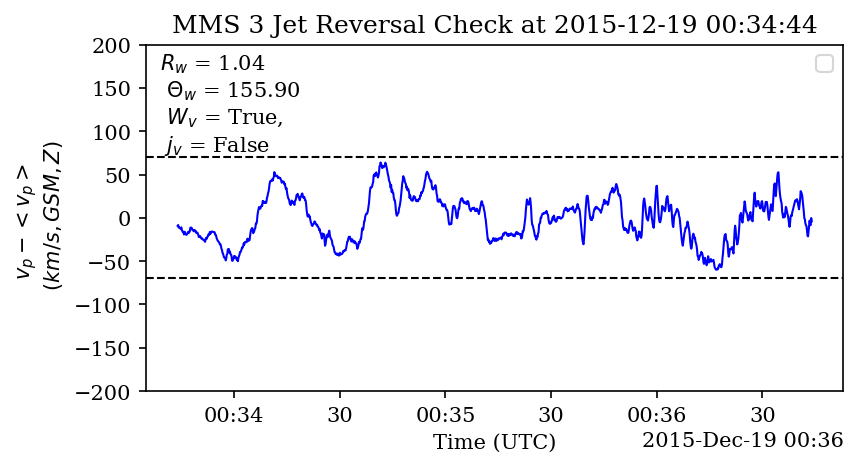 MMS 3 Jet Reversal Check at 2015-12-19 00:34:44
R_w = 1.04
Θ_w = 155.90
W_v = True,
j_v = False
200
150
100
50
0
−50
−100
−150
−200
v_p − < v_p >
(km/s, GSM, Z)
00:34 30 00:35 30 00:36 30
Time (UTC)
2015-Dec-19 00:36